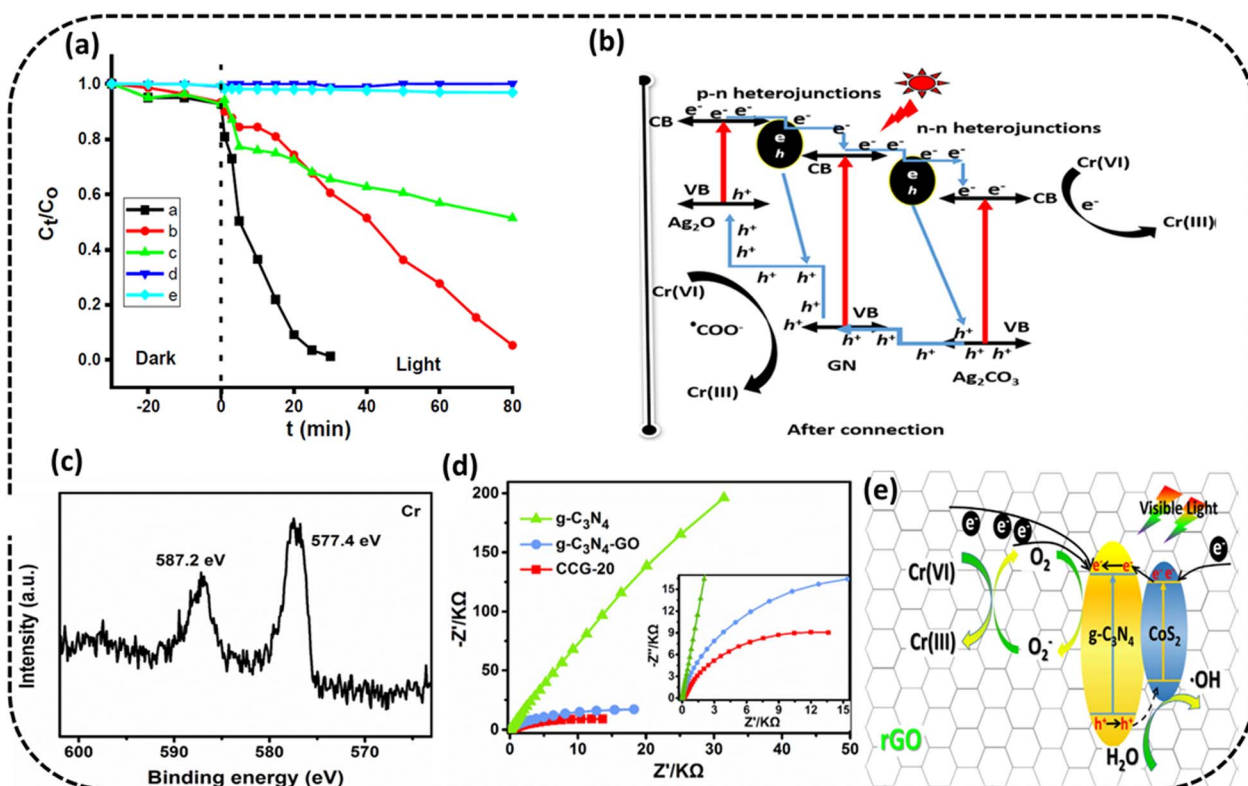 (a)
Ct/Co
1.0
0.8
0.6
0.4
0.2
0.0
a
b
c
d
e
Dark
Light
-20
0
20
40
60
80
t (min)
(b)
p-n heterojunctions
n-n heterojunctions
CB
e- e- e-
e- e-
e
h
e-
e-
e- e-
e- e-
CB
e
h
e- e-
CB
Cr(VI)
e-
Cr(III)
VB
h+
Ag2O
h+
h+
h+ h+
h+
h+
VB
h+ h+
GN
h+
h+
VB
h+ h+
Ag2CO3
Cr(VI)
•COO-
Cr(III)
After connection
(c)
Intensity (a.u.)
Cr
587.2 eV
577.4 eV
600
590
580
570
Binding energy (eV)
(d)
-Z'/KΩ
200
150
100
50
0
g-C3N4
g-C3N4-GO
CCG-20
-Z''/KΩ
15
12
9
6
3
0
0
3
6
9
12
15
Z'/KΩ
0
10
20
30
40
50
Z'/KΩ
(e)
Visible Light
e- e- e- e-
Cr(VI)
O2
e- e-
e- e-
g-C3N4
CoS2
Cr(III)
O2-
·OH
h+ h+
H2O
rGO